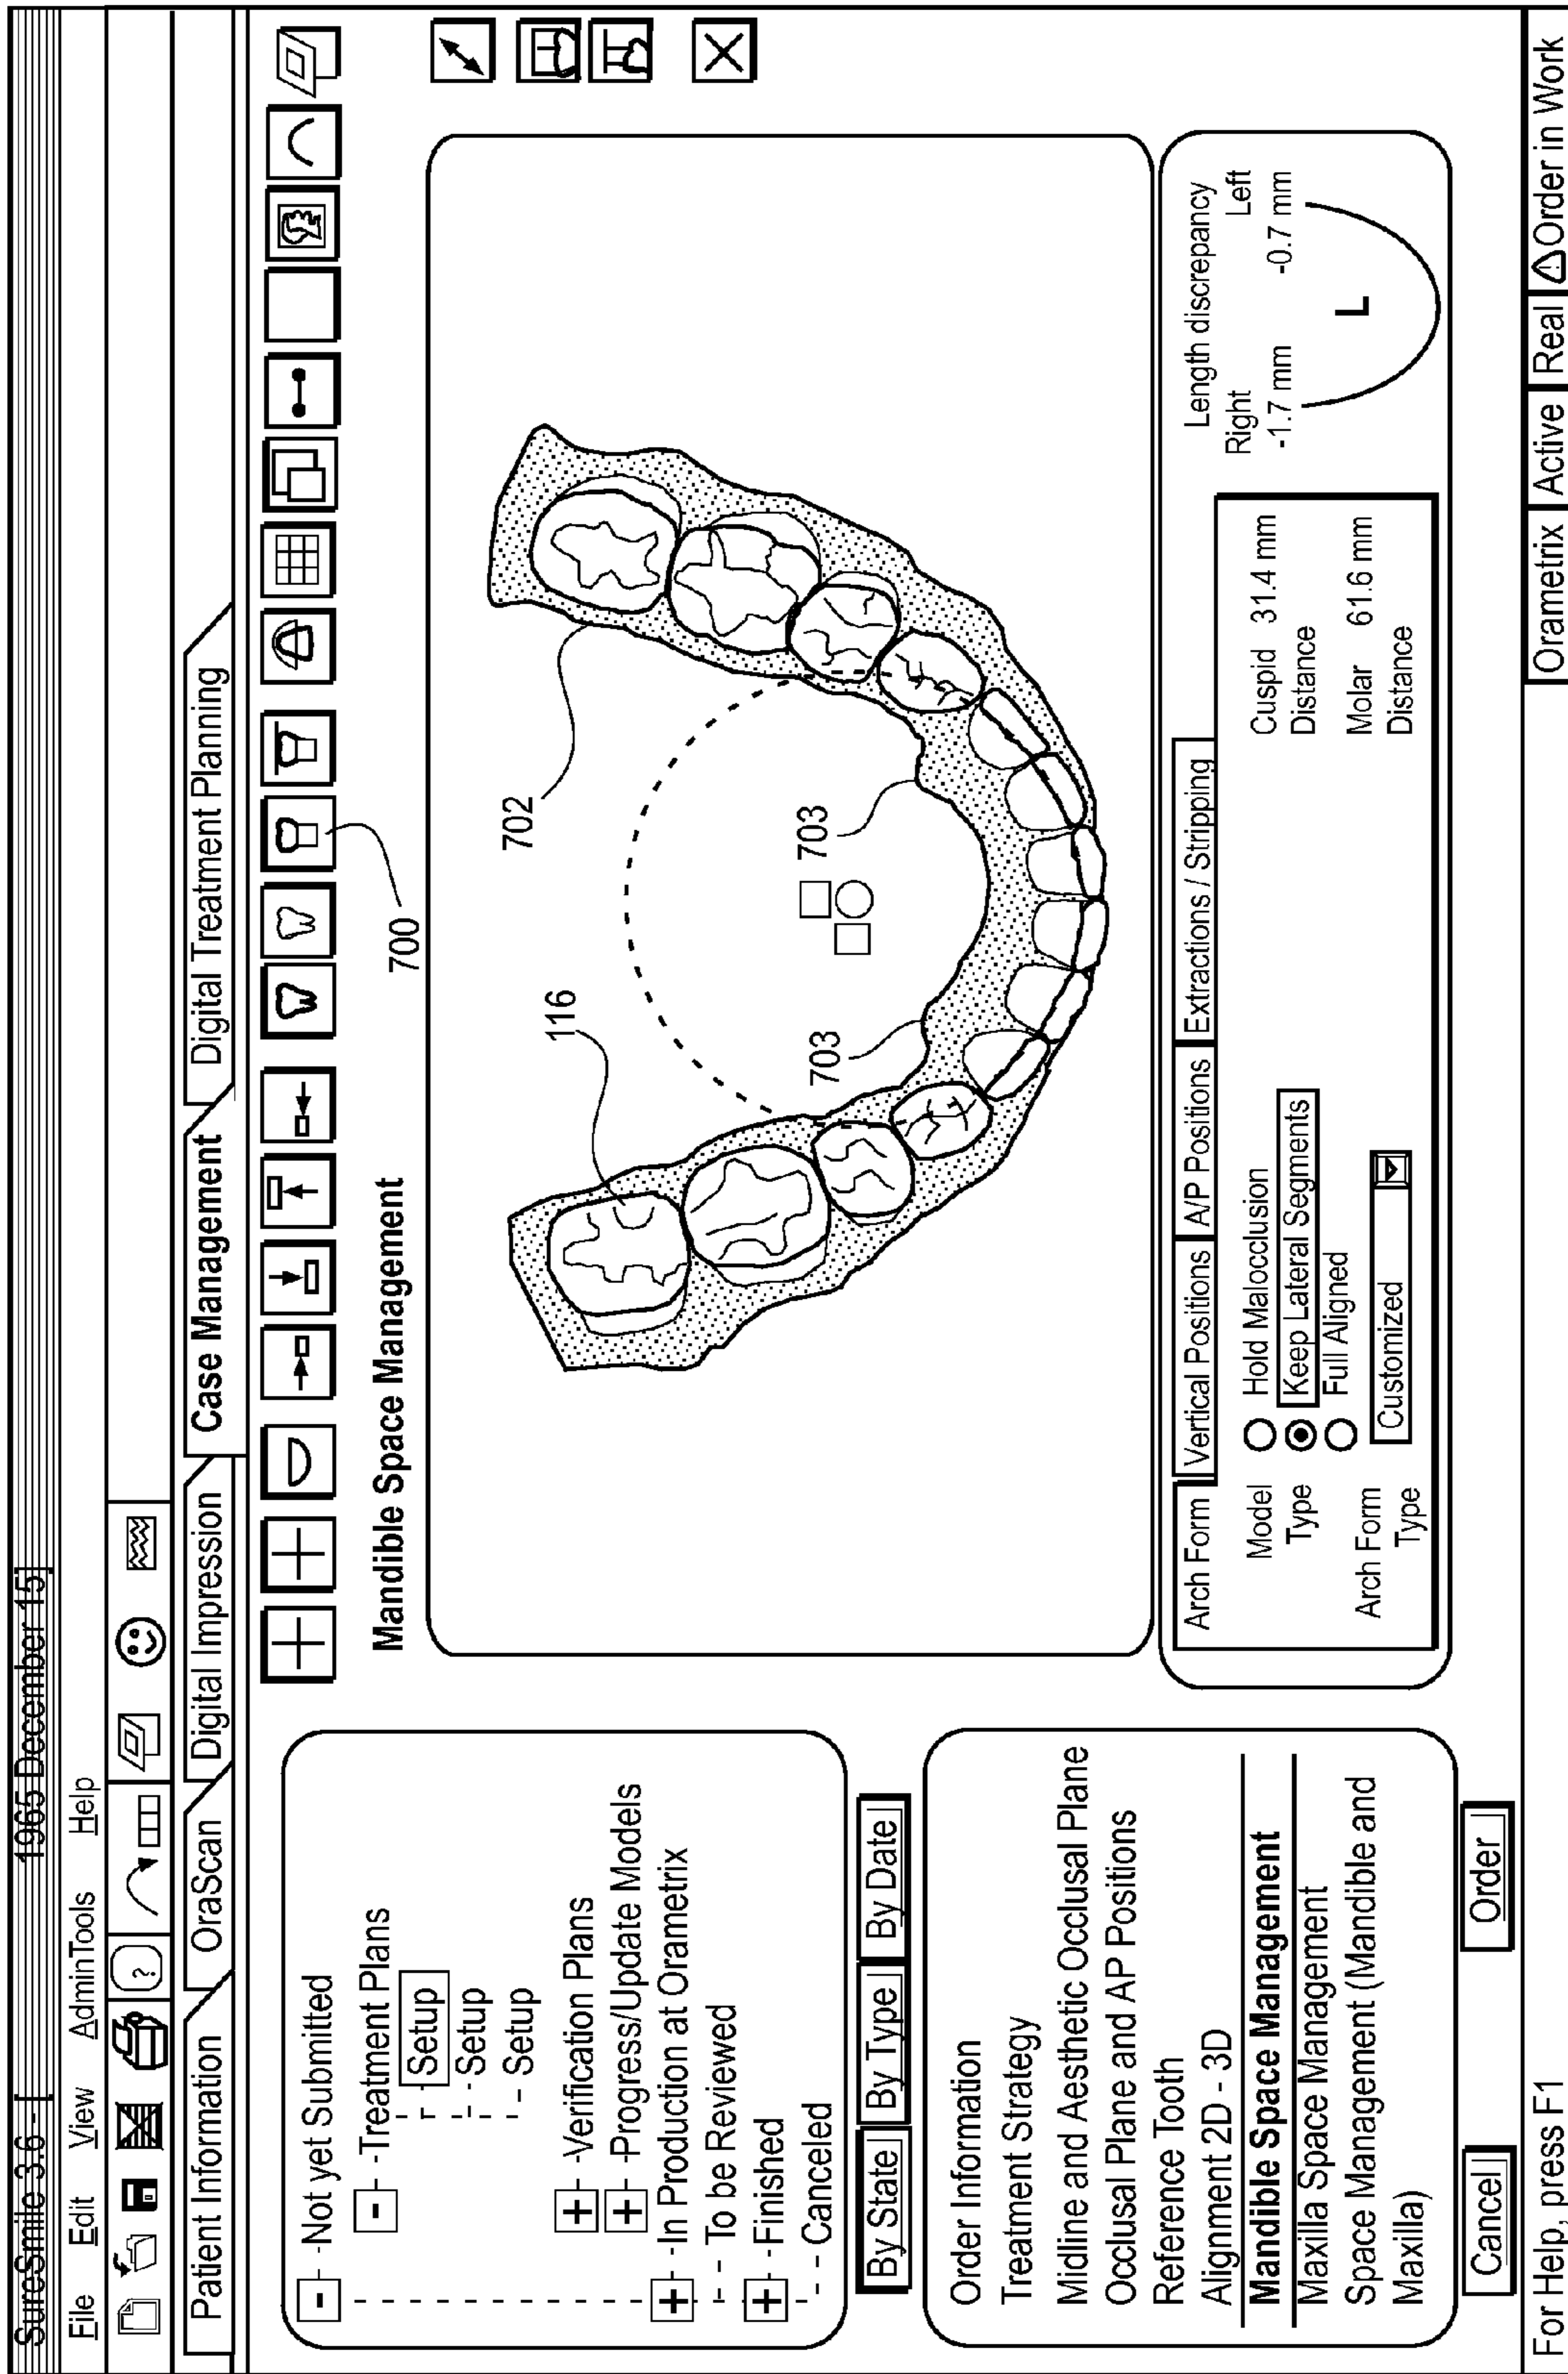 SureSmile 3.6 - [ 1965 December 15]
File Edit View AdminTools Help
Patient Information OraScan Digital Impression Case Management Digital Treatment Planning
Not yet Submitted
Treatment Plans
Setup
Setup
Setup
Verification Plans
Progress/Update Models
In Production at Orametrix
To be Reviewed
Finished
Canceled
By State By Type By Date
Order Information
Treatment Strategy
Midline and Aesthetic Occlusal Plane
Occlusal Plane and AP Positions
Reference Tooth
Alignment 2D - 3D
Mandible Space Management
Maxilla Space Management
Space Management (Mandible and
Maxilla)
Cancel Order
Mandible Space Management
700
116
702
703
703
Arch Form Vertical Positions A/P Positions Extractions / Stripping
Model
Type
Hold Malocclusion
Keep Lateral Segments
Full Aligned
Arch Form
Type
Customized
Cuspid 31.4 mm
Distance
Molar 61.6 mm
Distance
Length discrepancy
Right Left
-1.7 mm -0.7 mm
L
For Help, press F1
Orametrix Active Real Order in Work